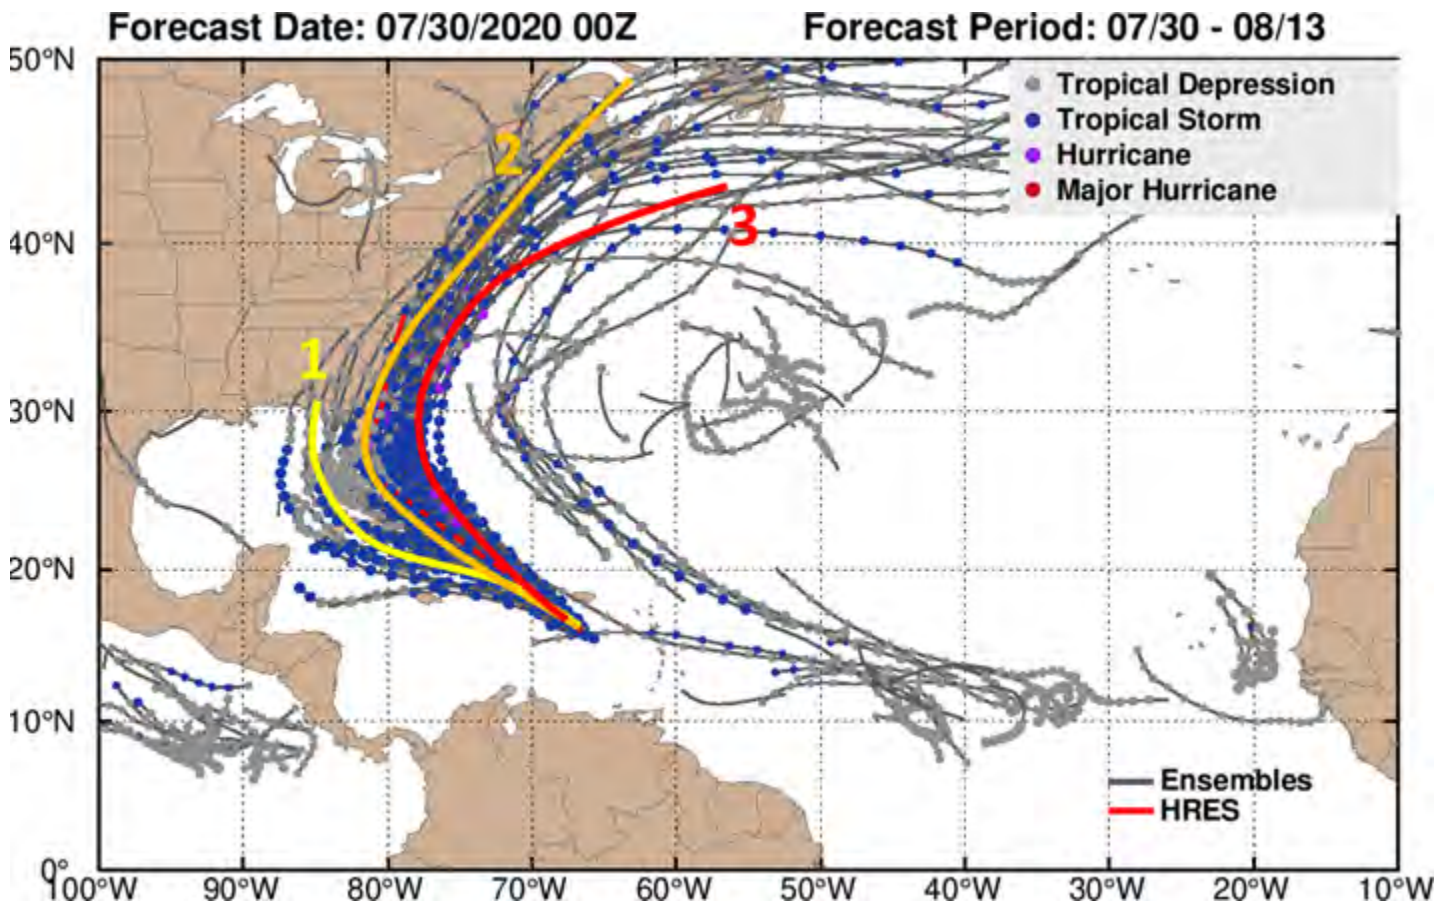 Forecast Date: 07/30/2020 00Z Forecast Period: 07/30 - 08/13
50°N
Tropical Depression
Tropical Storm
Hurricane
Major Hurricane
2
3
40°N
1
30°N
20°N
10°N
Ensembles
HRES
0°
100°W 90°W 80°W 70°W 60°W 50°W 40°W 30°W 20°W 10°W